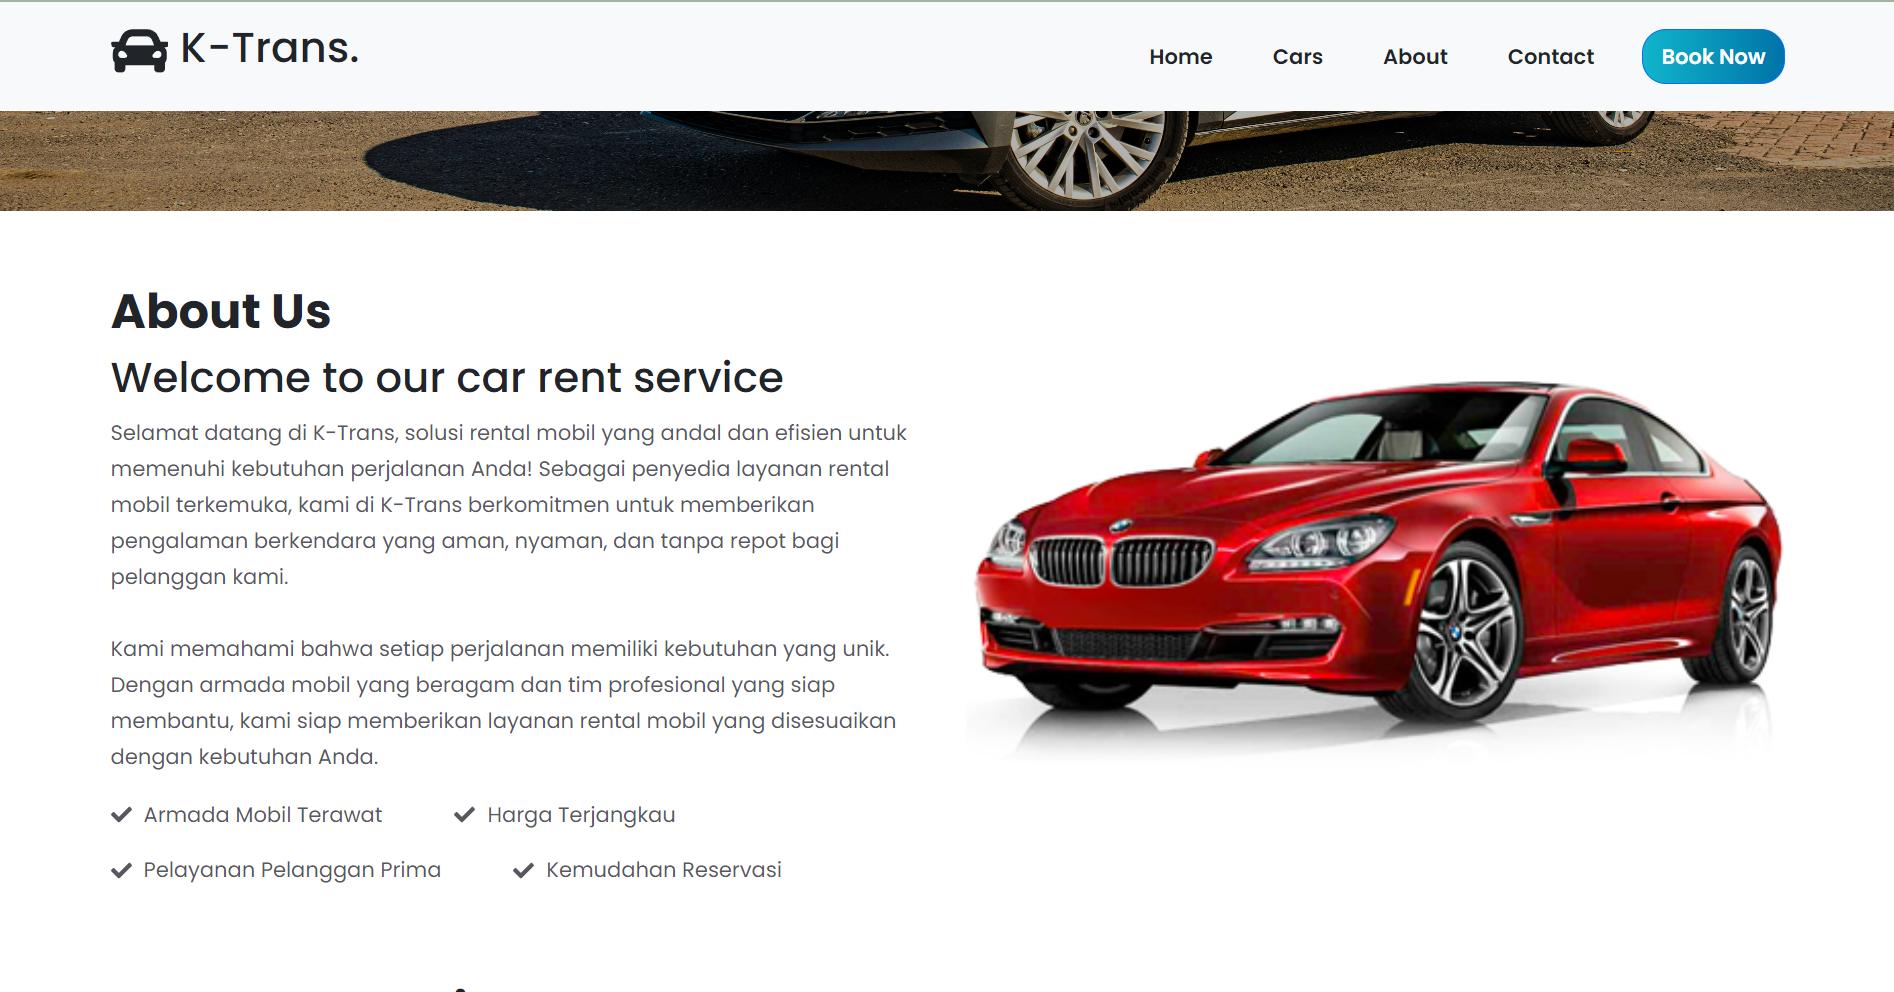 K-Trans.
Home
Cars
About
Contact
Book Now
About Us
Welcome to our car rent service
Selamat datang di K-Trans, solusi rental mobil yang andal dan efisien untuk
memenuhi kebutuhan perjalanan Anda! Sebagai penyedia layanan rental
mobil terkemuka, kami di K-Trans berkomitmen untuk memberikan
pengalaman berkendara yang aman, nyaman, dan tanpa repot bagi
pelanggan kami.
Kami memahami bahwa setiap perjalanan memiliki kebutuhan yang unik.
Dengan armada mobil yang beragam dan tim profesional yang siap
membantu, kami siap memberikan layanan rental mobil yang disesuaikan
dengan kebutuhan Anda.
Armada Mobil Terawat
Harga Terjangkau
Pelayanan Pelanggan Prima
Kemudahan Reservasi